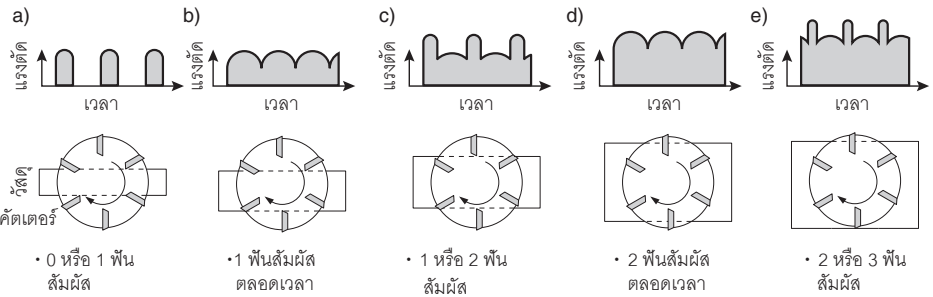 a)
b)
c)
d)
e)
แรงตัด
แรงตัด
แรงตัด
แรงตัด
แรงตัด
เวลา
เวลา
เวลา
เวลา
เวลา
วัสดุ
คัตเตอร์
• 0 หรือ 1 ฟัน
สัมผัส
•1 ฟันสัมผัส
ตลอดเวลา
• 1 หรือ 2 ฟัน
สัมผัส
• 2 ฟันสัมผัส
ตลอดเวลา
• 2 หรือ 3 ฟัน
สัมผัส